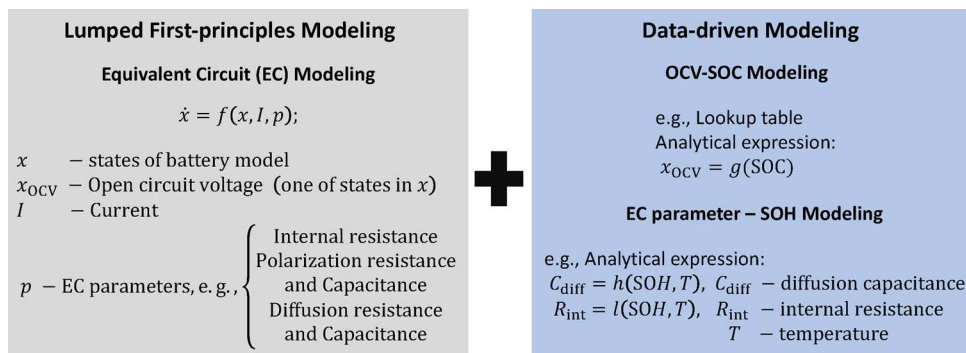 Lumped First-principles Modeling
Equivalent Circuit (EC) Modeling
ẋ = f(x, I, p);
x – states of battery model
x_OCV – Open circuit voltage (one of states in x)
I – Current
p – EC parameters, e. g.,
Internal resistance
Polarization resistance
and Capacitance
Diffusion resistance
and Capacitance
Data-driven Modeling
OCV-SOC Modeling
e.g., Lookup table
Analytical expression:
x_OCV = g(SOC)
EC parameter – SOH Modeling
e.g., Analytical expression:
C_diff = h(SOH, T), C_diff – diffusion capacitance
R_int = l(SOH, T), R_int – internal resistance
T – temperature